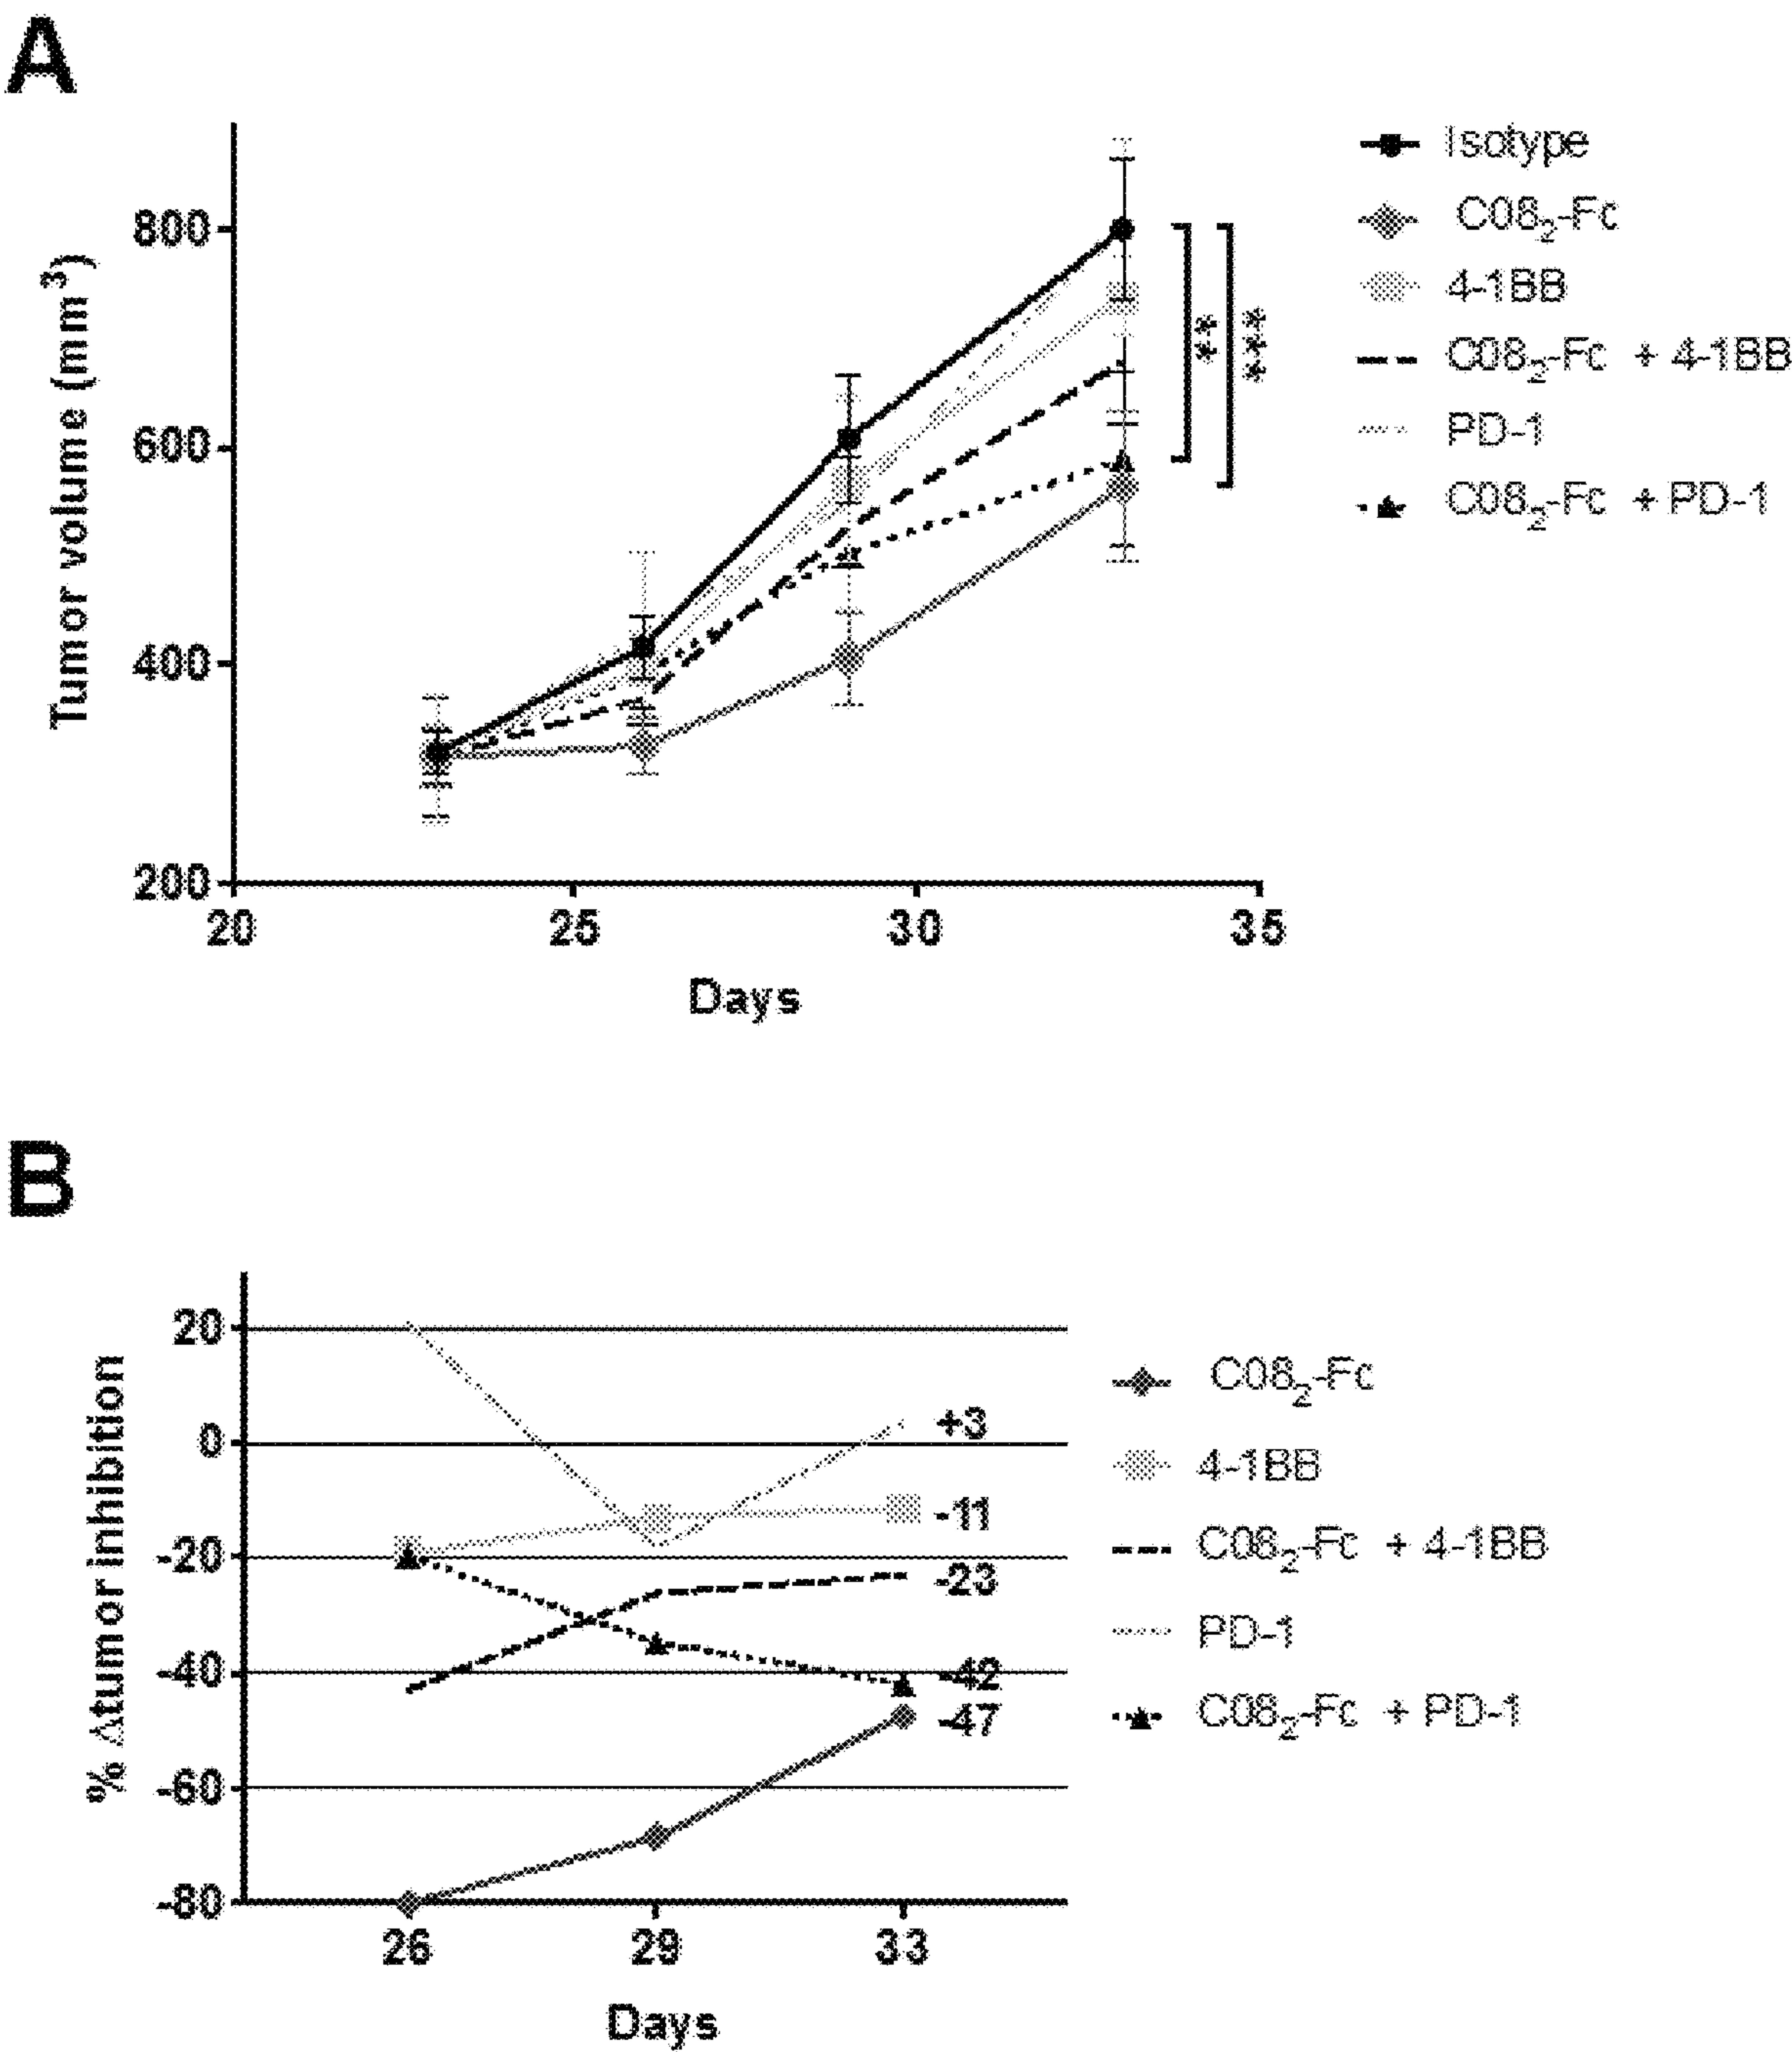 A
Tumor volume (mm³)
800
600
400
200
20 25 30 35
Days
Isotype
C08₂-Fc
4-1BB
C08₂-Fc + 4-1BB
PD-1
C08₂-Fc + PD-1
**
***
B
% Δtumor inhibition
20
0
-20
-40
-60
-80
26 29 33
Days
+3
-11
-23
-42
-47
C08₂-Fc
4-1BB
C08₂-Fc + 4-1BB
PD-1
C08₂-Fc + PD-1